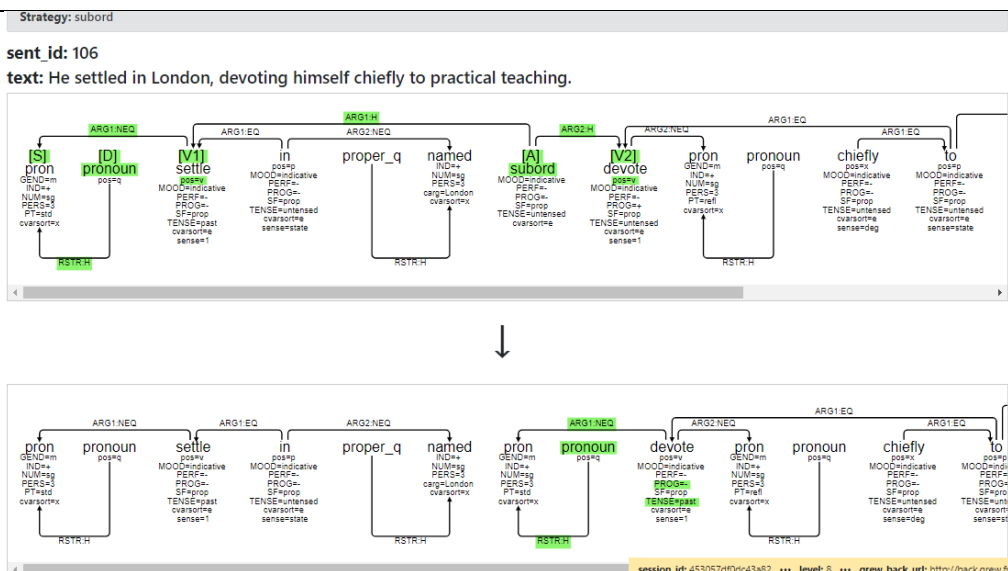 Strategy: subord
sent_id: 106
text: He settled in London, devoting himself chiefly to practical teaching.
ARG1:H
ARG1:EQ
ARG1:NEQ ARG1:EQ ARG2:NEQ ARG2:H ARG2:NEQ ARG1:EQ
[S] [D] [V1] in proper_q named [A] [V2] pron pronoun chiefly to
pron pronoun settle subord devote
GEND=m pos=q pos=v pos=p IND=+ MOOD=indicative pos=v GEND=m pos=q pos=x pos=p
IND=+ MOOD=indicative MOOD=indicative NUM=sg PERF=- MOOD=indicative IND=+ MOOD=indicative MOOD=indicative
NUM=sg PERF=- PERF=- PERS=3 PROG=- PERF=- NUM=sg PERF=- PERF=-
PERS=3 PROG=- PROG=- carg=London SF=prop PROG=+ PERS=3 PROG=- PROG=-
PT=std SF=prop SF=prop cvarsort=x TENSE=untensed SF=prop PT=refl SF=prop SF=prop
cvarsort=x TENSE=past TENSE=untensed cvarsort=e TENSE=untensed cvarsort=x TENSE=untensed TENSE=untensed
cvarsort=e cvarsort=e cvarsort=e cvarsort=e cvarsort=e
sense=1 sense=state sense=1 sense=deg sense=state
RSTR:H RSTR:H RSTR:H
↓
ARG1:EQ
ARG1:NEQ ARG1:EQ ARG2:NEQ ARG1:NEQ ARG2:NEQ ARG1:EQ
pron pronoun settle in proper_q named pron pronoun devote pron pronoun chiefly to
GEND=m pos=q pos=v pos=p IND=+ GEND=m pos=q pos=v GEND=m pos=q pos=x pos=p
IND=+ MOOD=indicative MOOD=indicative NUM=sg IND=+ MOOD=indicative IND=+ MOOD=indicative
NUM=sg PERF=- PERF=- PERS=3 NUM=sg PERF=- NUM=sg PERF=- PERF=-
PERS=3 PROG=- PROG=- carg=London PERS=3 PROG=- PERS=3 PROG=-
PT=std SF=prop SF=prop cvarsort=x PT=std SF=prop PT=refl SF=prop
cvarsort=x TENSE=past TENSE=untensed cvarsort=x TENSE=past cvarsort=x TENSE=untensed
cvarsort=e cvarsort=e cvarsort=e cvarsort=e
sense=1 sense=state sense=1 sense=deg
RSTR:H RSTR:H RSTR:H RSTR:H